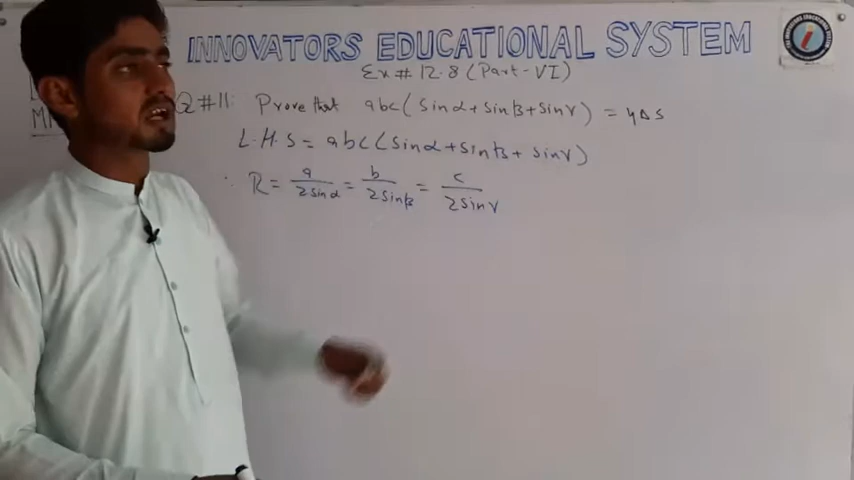 INNOVATORS EDUCATIONAL SYSTEM
Ex # 12.8 (Part-VI)
Q #11: Prove that abc(sinα+sinβ+sinγ) = 4Δs
L.H.S = abc(sinα+sinβ+sinγ)
∵ R = a/2sinα = b/2sinβ = c/2sinγ